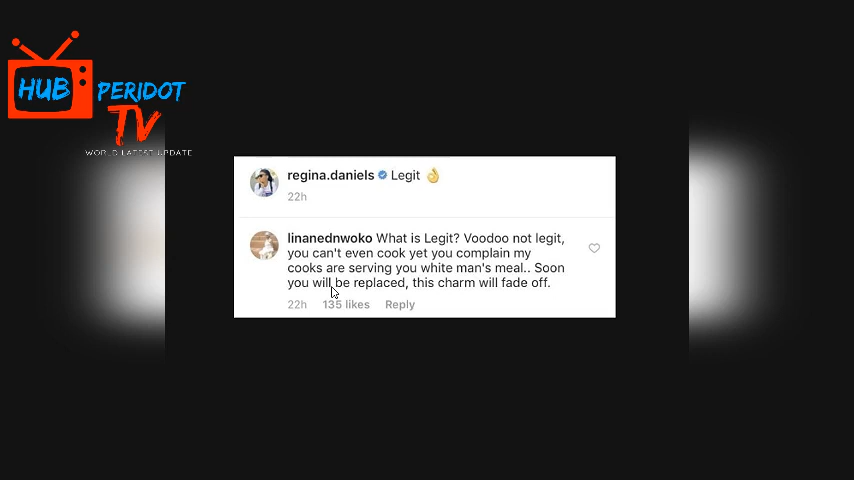 HUB PERIDOT
TV
WORLD LATEST UPDATE
regina.daniels Legit 👌
22h
linanednwoko What is Legit? Voodoo not legit,
you can't even cook yet you complain my
cooks are serving you white man's meal.. Soon
you will be replaced, this charm will fade off.
22h 135 likes Reply